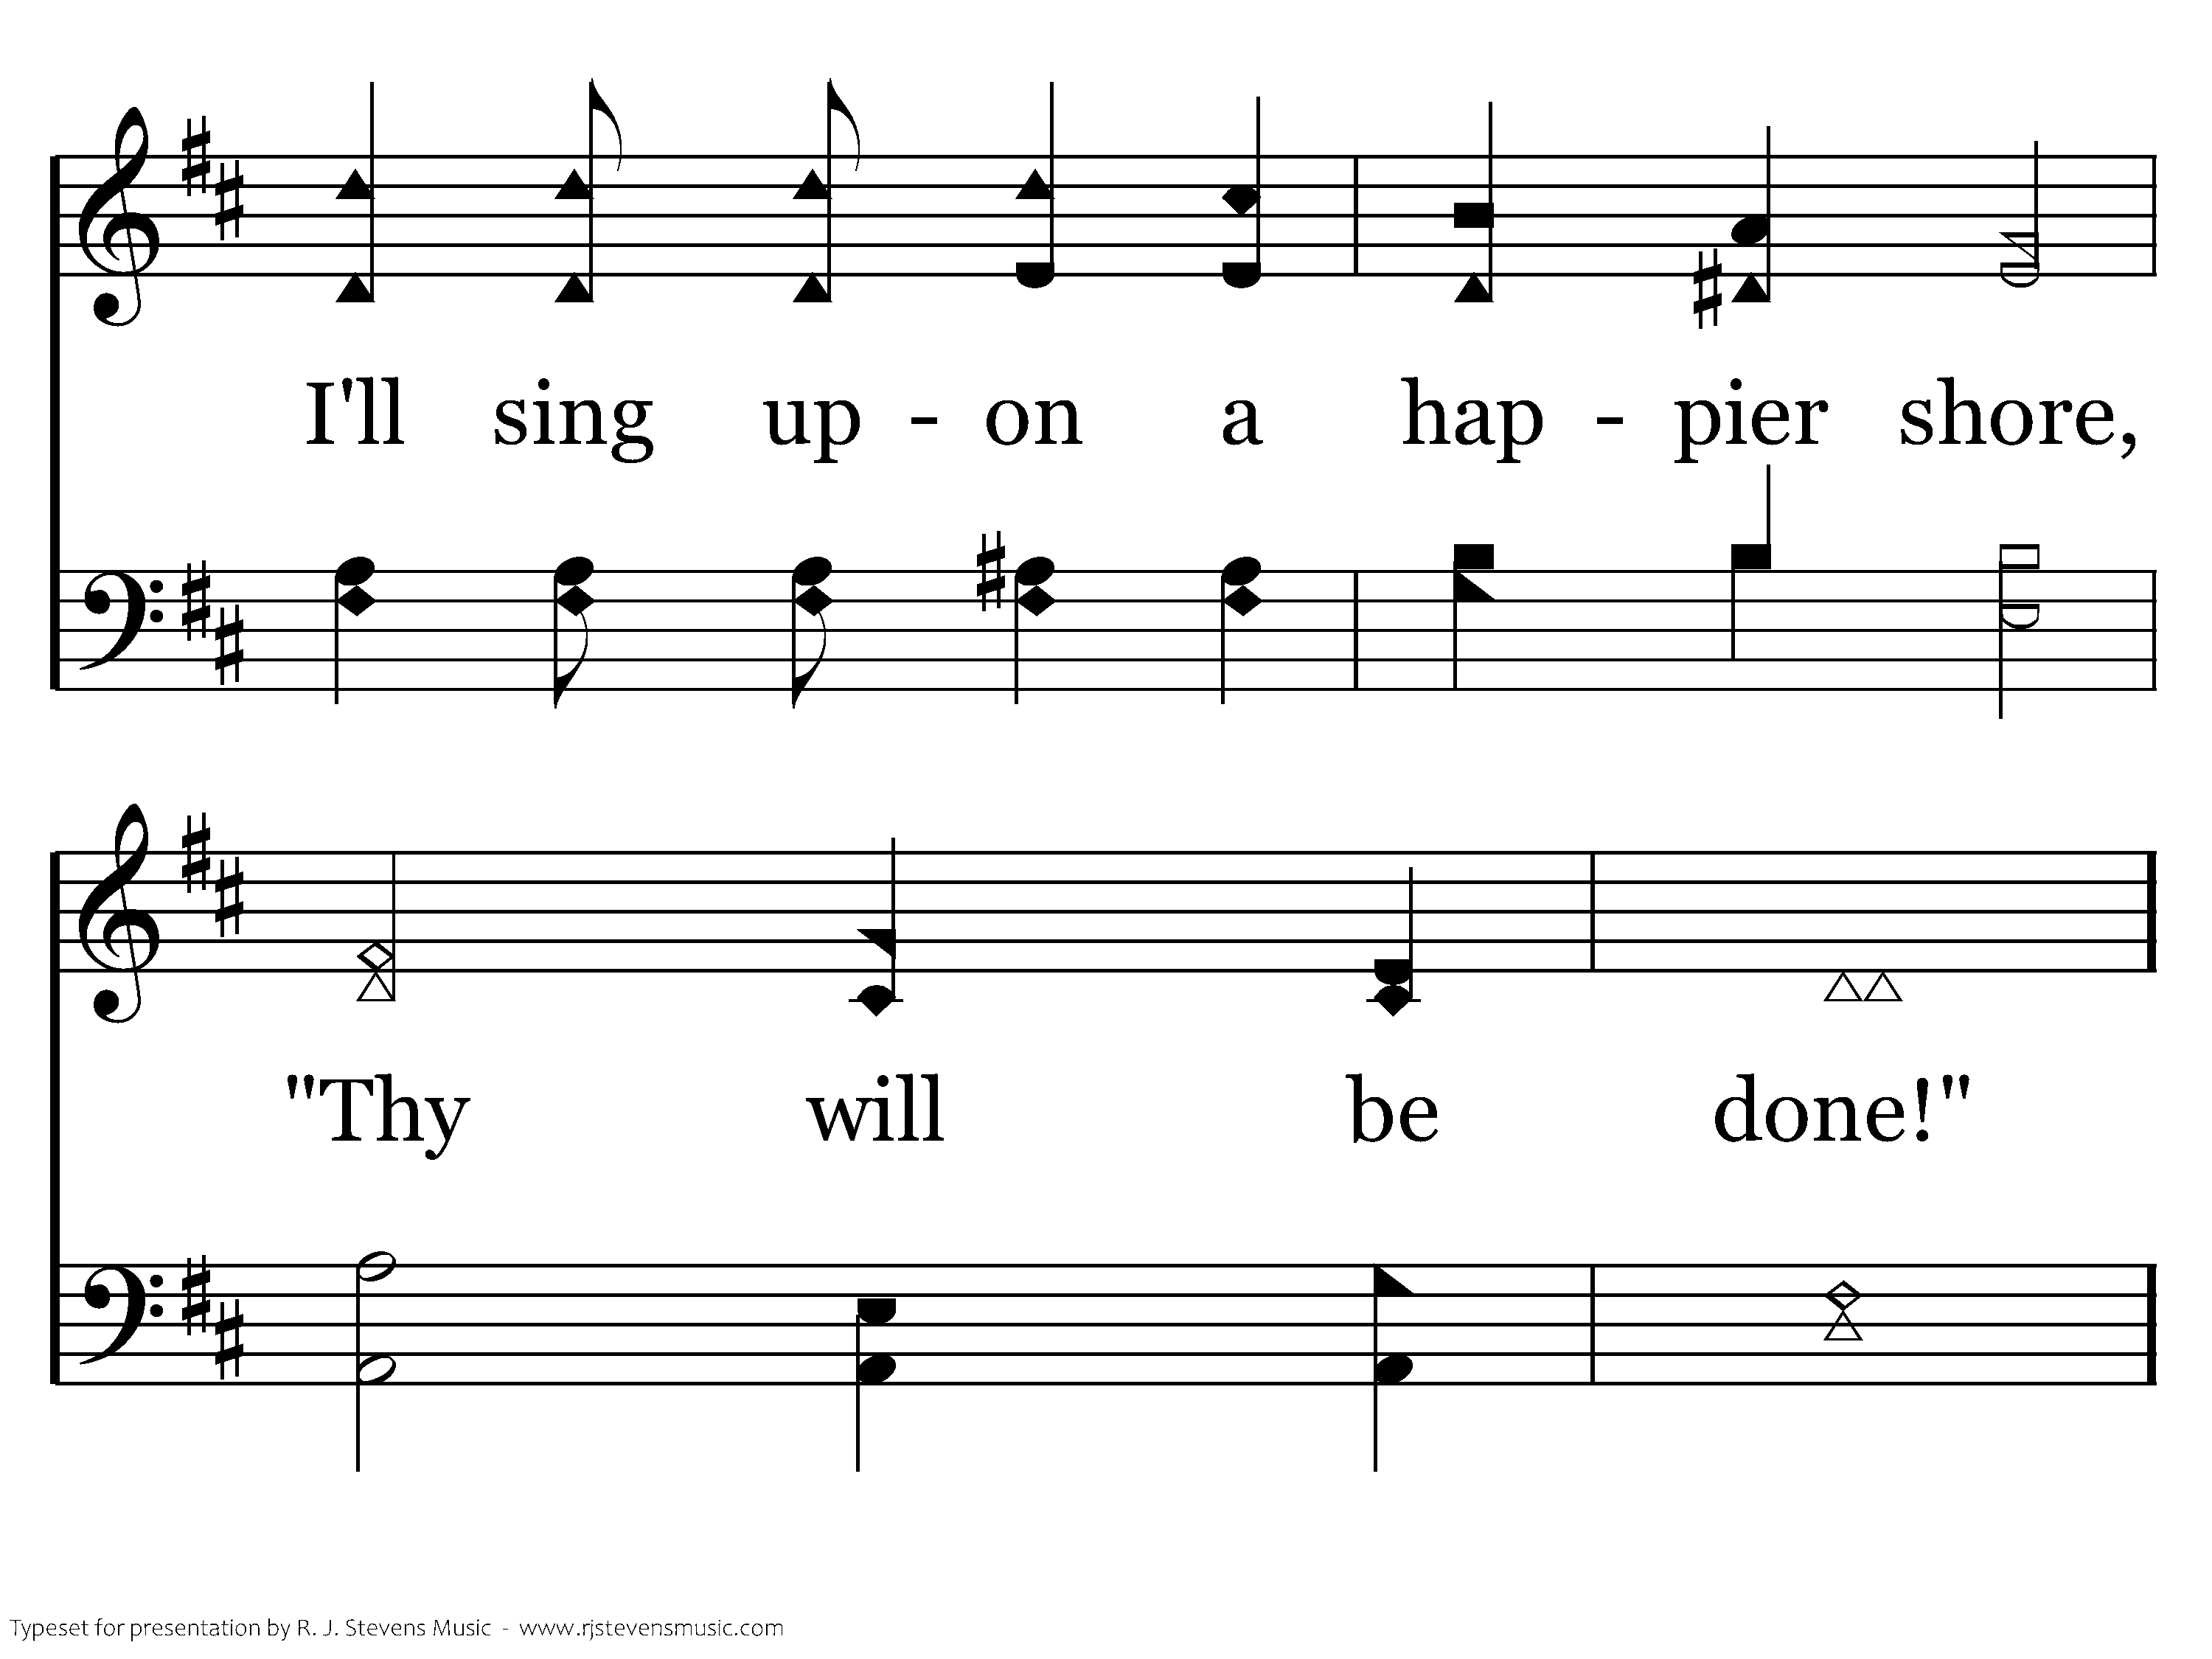 I'll sing up - on a hap - pier shore,
"Thy will be done!"
Typeset for presentation by R. J. Stevens Music - www.rjstevensmusic.com